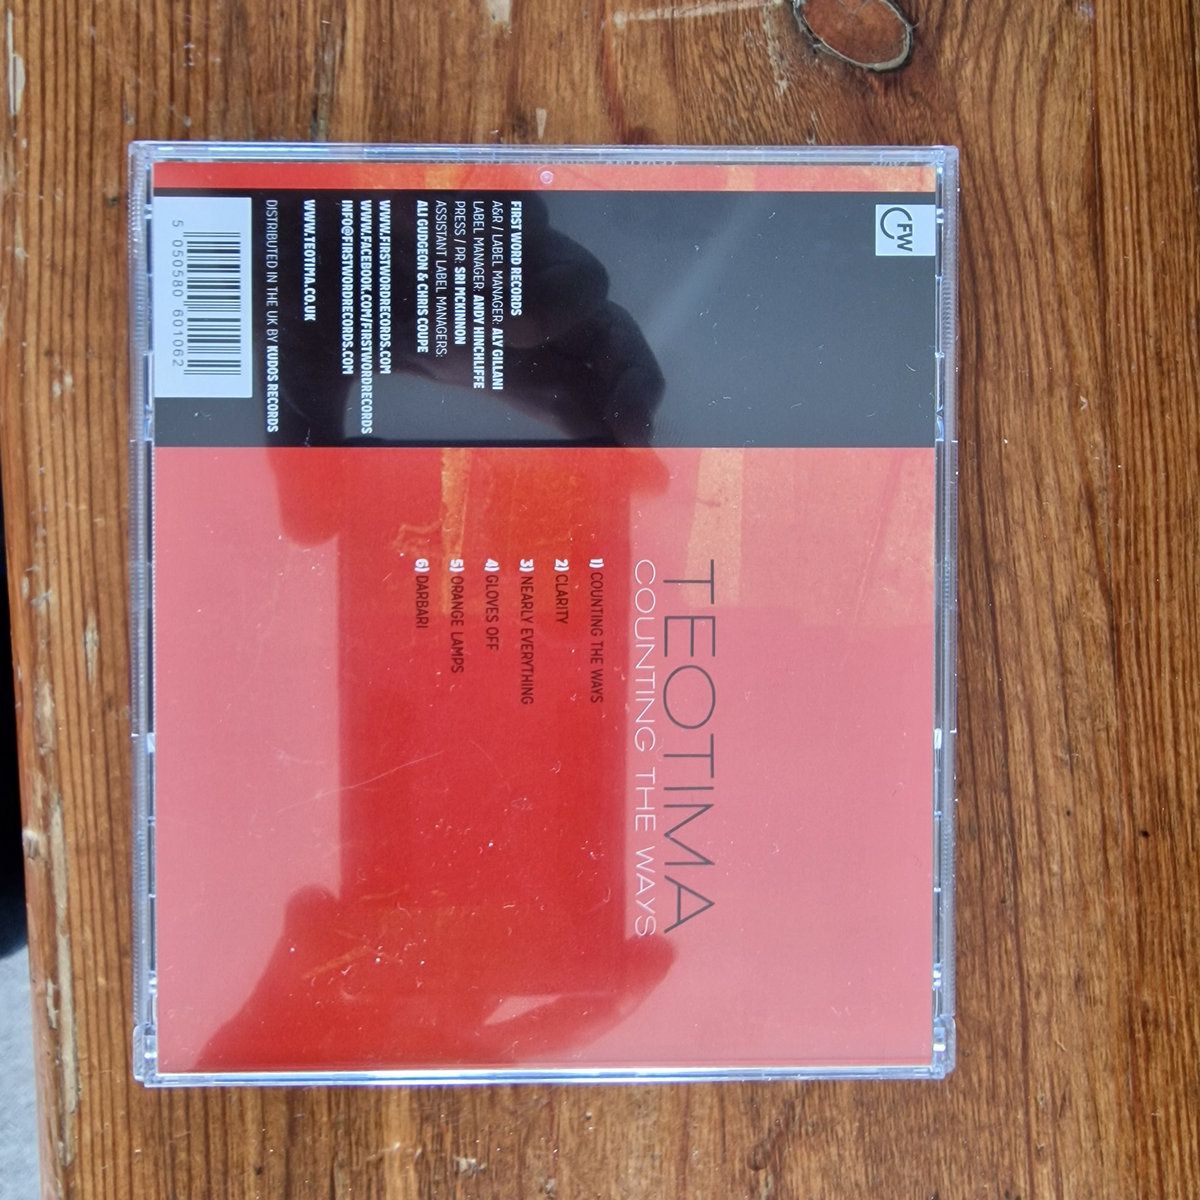 TEOTIMA
COUNTING THE WAYS
1) COUNTING THE WAYS
2) CLARITY
3) NEARLY EVERYTHING
4) GLOVES OFF
5) ORANGE LAMPS
6) DARBARI
FW
FIRST WORD RECORDS
A&R / LABEL MANAGER: ALY GILLANI
LABEL MANAGER: ANDY HINCHLIFFE
PRESS / PR: SRI MCKINNON
ASSISTANT LABEL MANAGERS:
ALI GUDGEON & CHRIS COUPE
WWW.FIRSTWORDRECORDS.COM
WWW.FACEBOOK.COM/FIRSTWORDRECORDS
INFO@FIRSTWORDRECORDS.COM
WWW.TEOTIMA.CO.UK
DISTRIBUTED IN THE UK BY KUDOS RECORDS
5 050580 601062